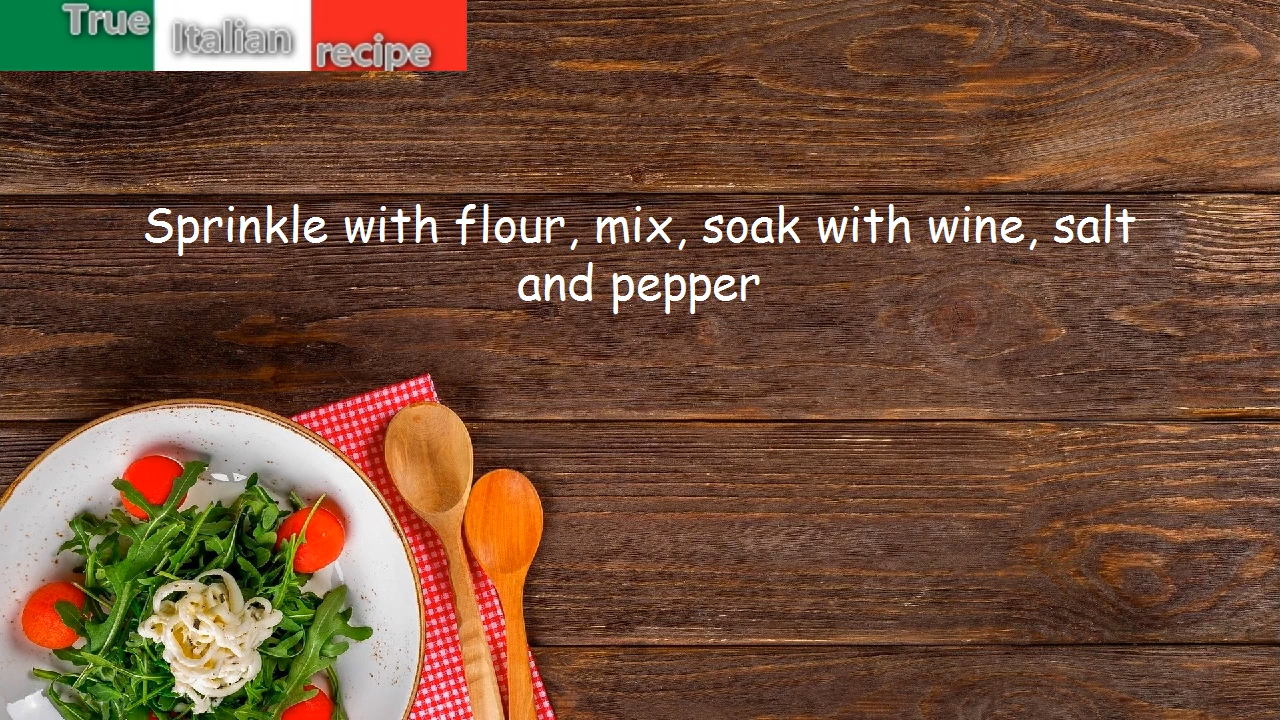 True Italian recipe
Sprinkle with flour, mix, soak with wine, salt
and pepper